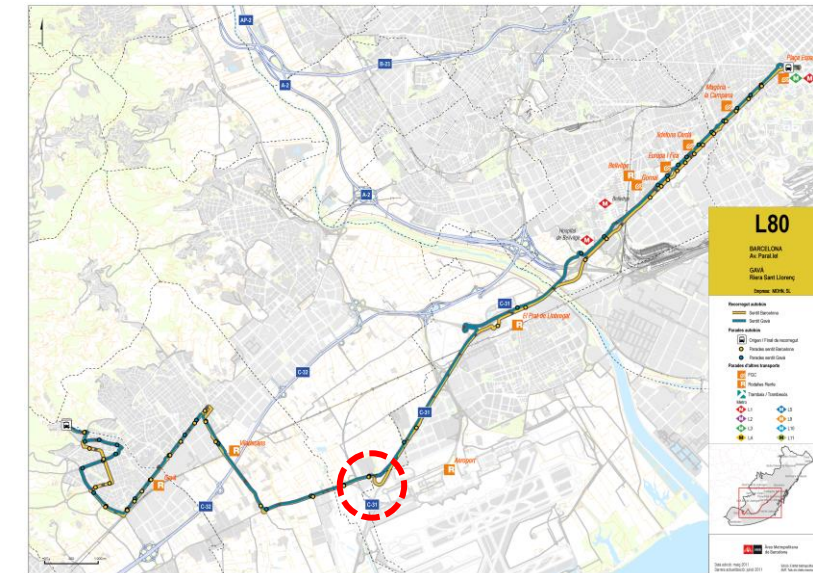 AP-2
B-23
A-2
Plaça Espanya
Magòria
la Campana
Ildefons Cerdà
Europa | Fira
Bellvitge
Gornal
A-2
Bellvitge
Hospital
de Bellvitge
C-31
El Prat de Llobregat
C-32
C-31
Viladecans
Gavà
Aeroport
C-31
C-32
L80
BARCELONA
Av. Paral·lel
GAVÀ
Riera Sant Llorenç
Empresa: MOHN, SL
Recorregut autobús
Sentit Barcelona
Sentit Gavà
Parades autobús
Origen / Final de recorregut
Parades sentit Barcelona
Parades sentit Gavà
Parades d'altres transports
FGC
Rodalies Renfe
Trambaix / Trambesòs
Metro
L1
L2
L3
L4
L5
L9
L10
L11
Àrea Metropolitana
de Barcelona